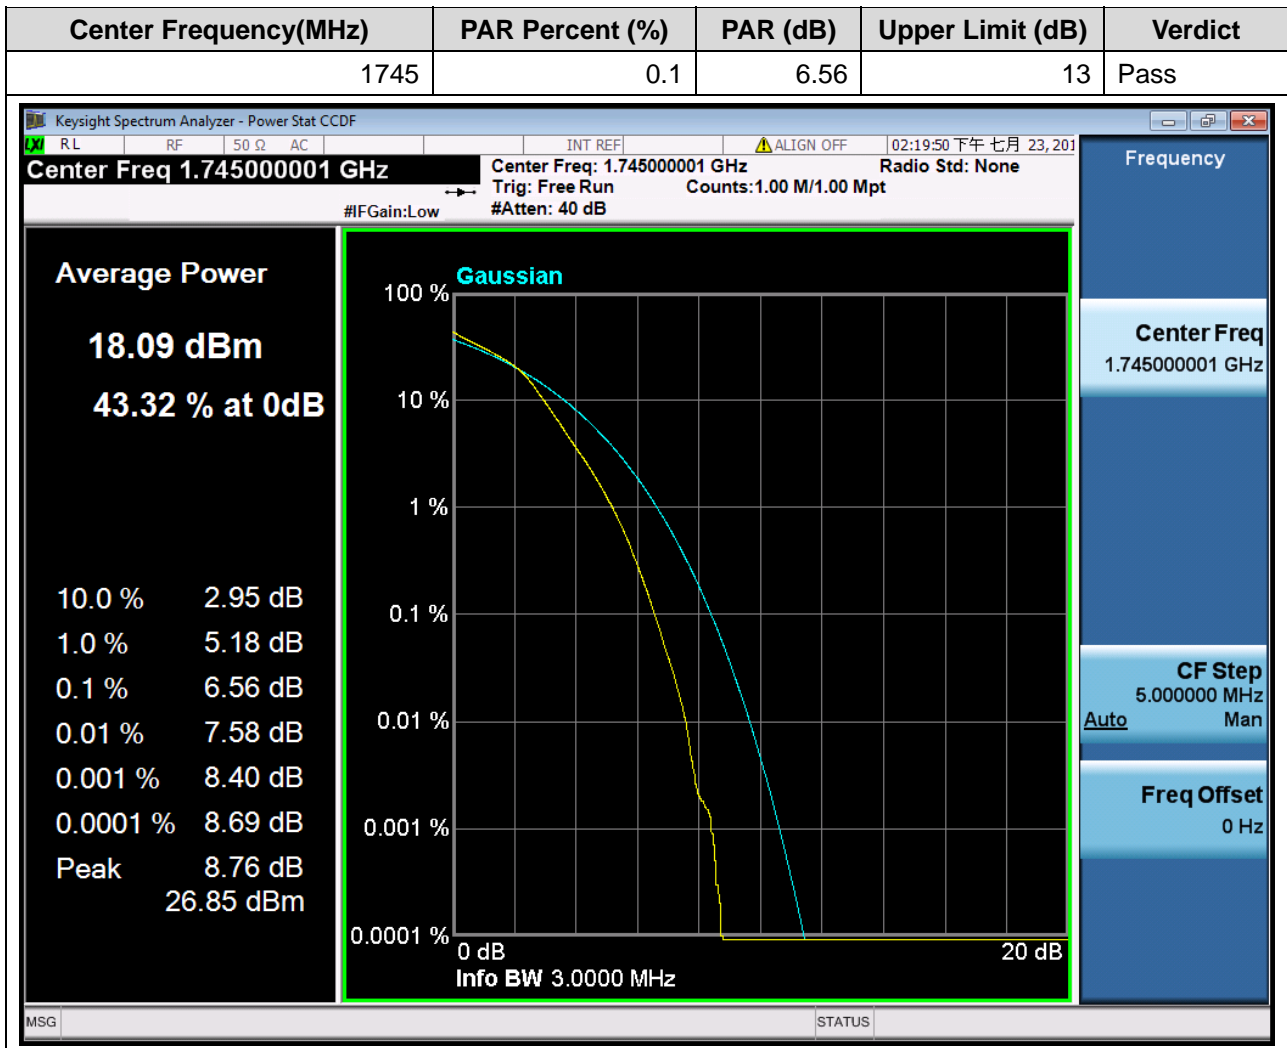 Center Frequency(MHz) PAR Percent (%) PAR (dB) Upper Limit (dB) Verdict
1745 0.1 6.56 13 Pass
Keysight Spectrum Analyzer - Power Stat CCDF
LXI RL RF 50 Ω AC INT REF ALIGN OFF 02:19:50 下午 七月 23, 201
Center Freq 1.745000001 GHz
Center Freq: 1.745000001 GHz Radio Std: None
Trig: Free Run Counts:1.00 M/1.00 Mpt
#IFGain:Low #Atten: 40 dB
Frequency
Average Power
18.09 dBm
43.32 % at 0dB
10.0 % 2.95 dB
1.0 % 5.18 dB
0.1 % 6.56 dB
0.01 % 7.58 dB
0.001 % 8.40 dB
0.0001 % 8.69 dB
Peak 8.76 dB
26.85 dBm
Gaussian
100 %
10 %
1 %
0.1 %
0.01 %
0.001 %
0.0001 %
0 dB 20 dB
Info BW 3.0000 MHz
Center Freq
1.745000001 GHz
CF Step
5.000000 MHz
Auto Man
Freq Offset
0 Hz
MSG STATUS